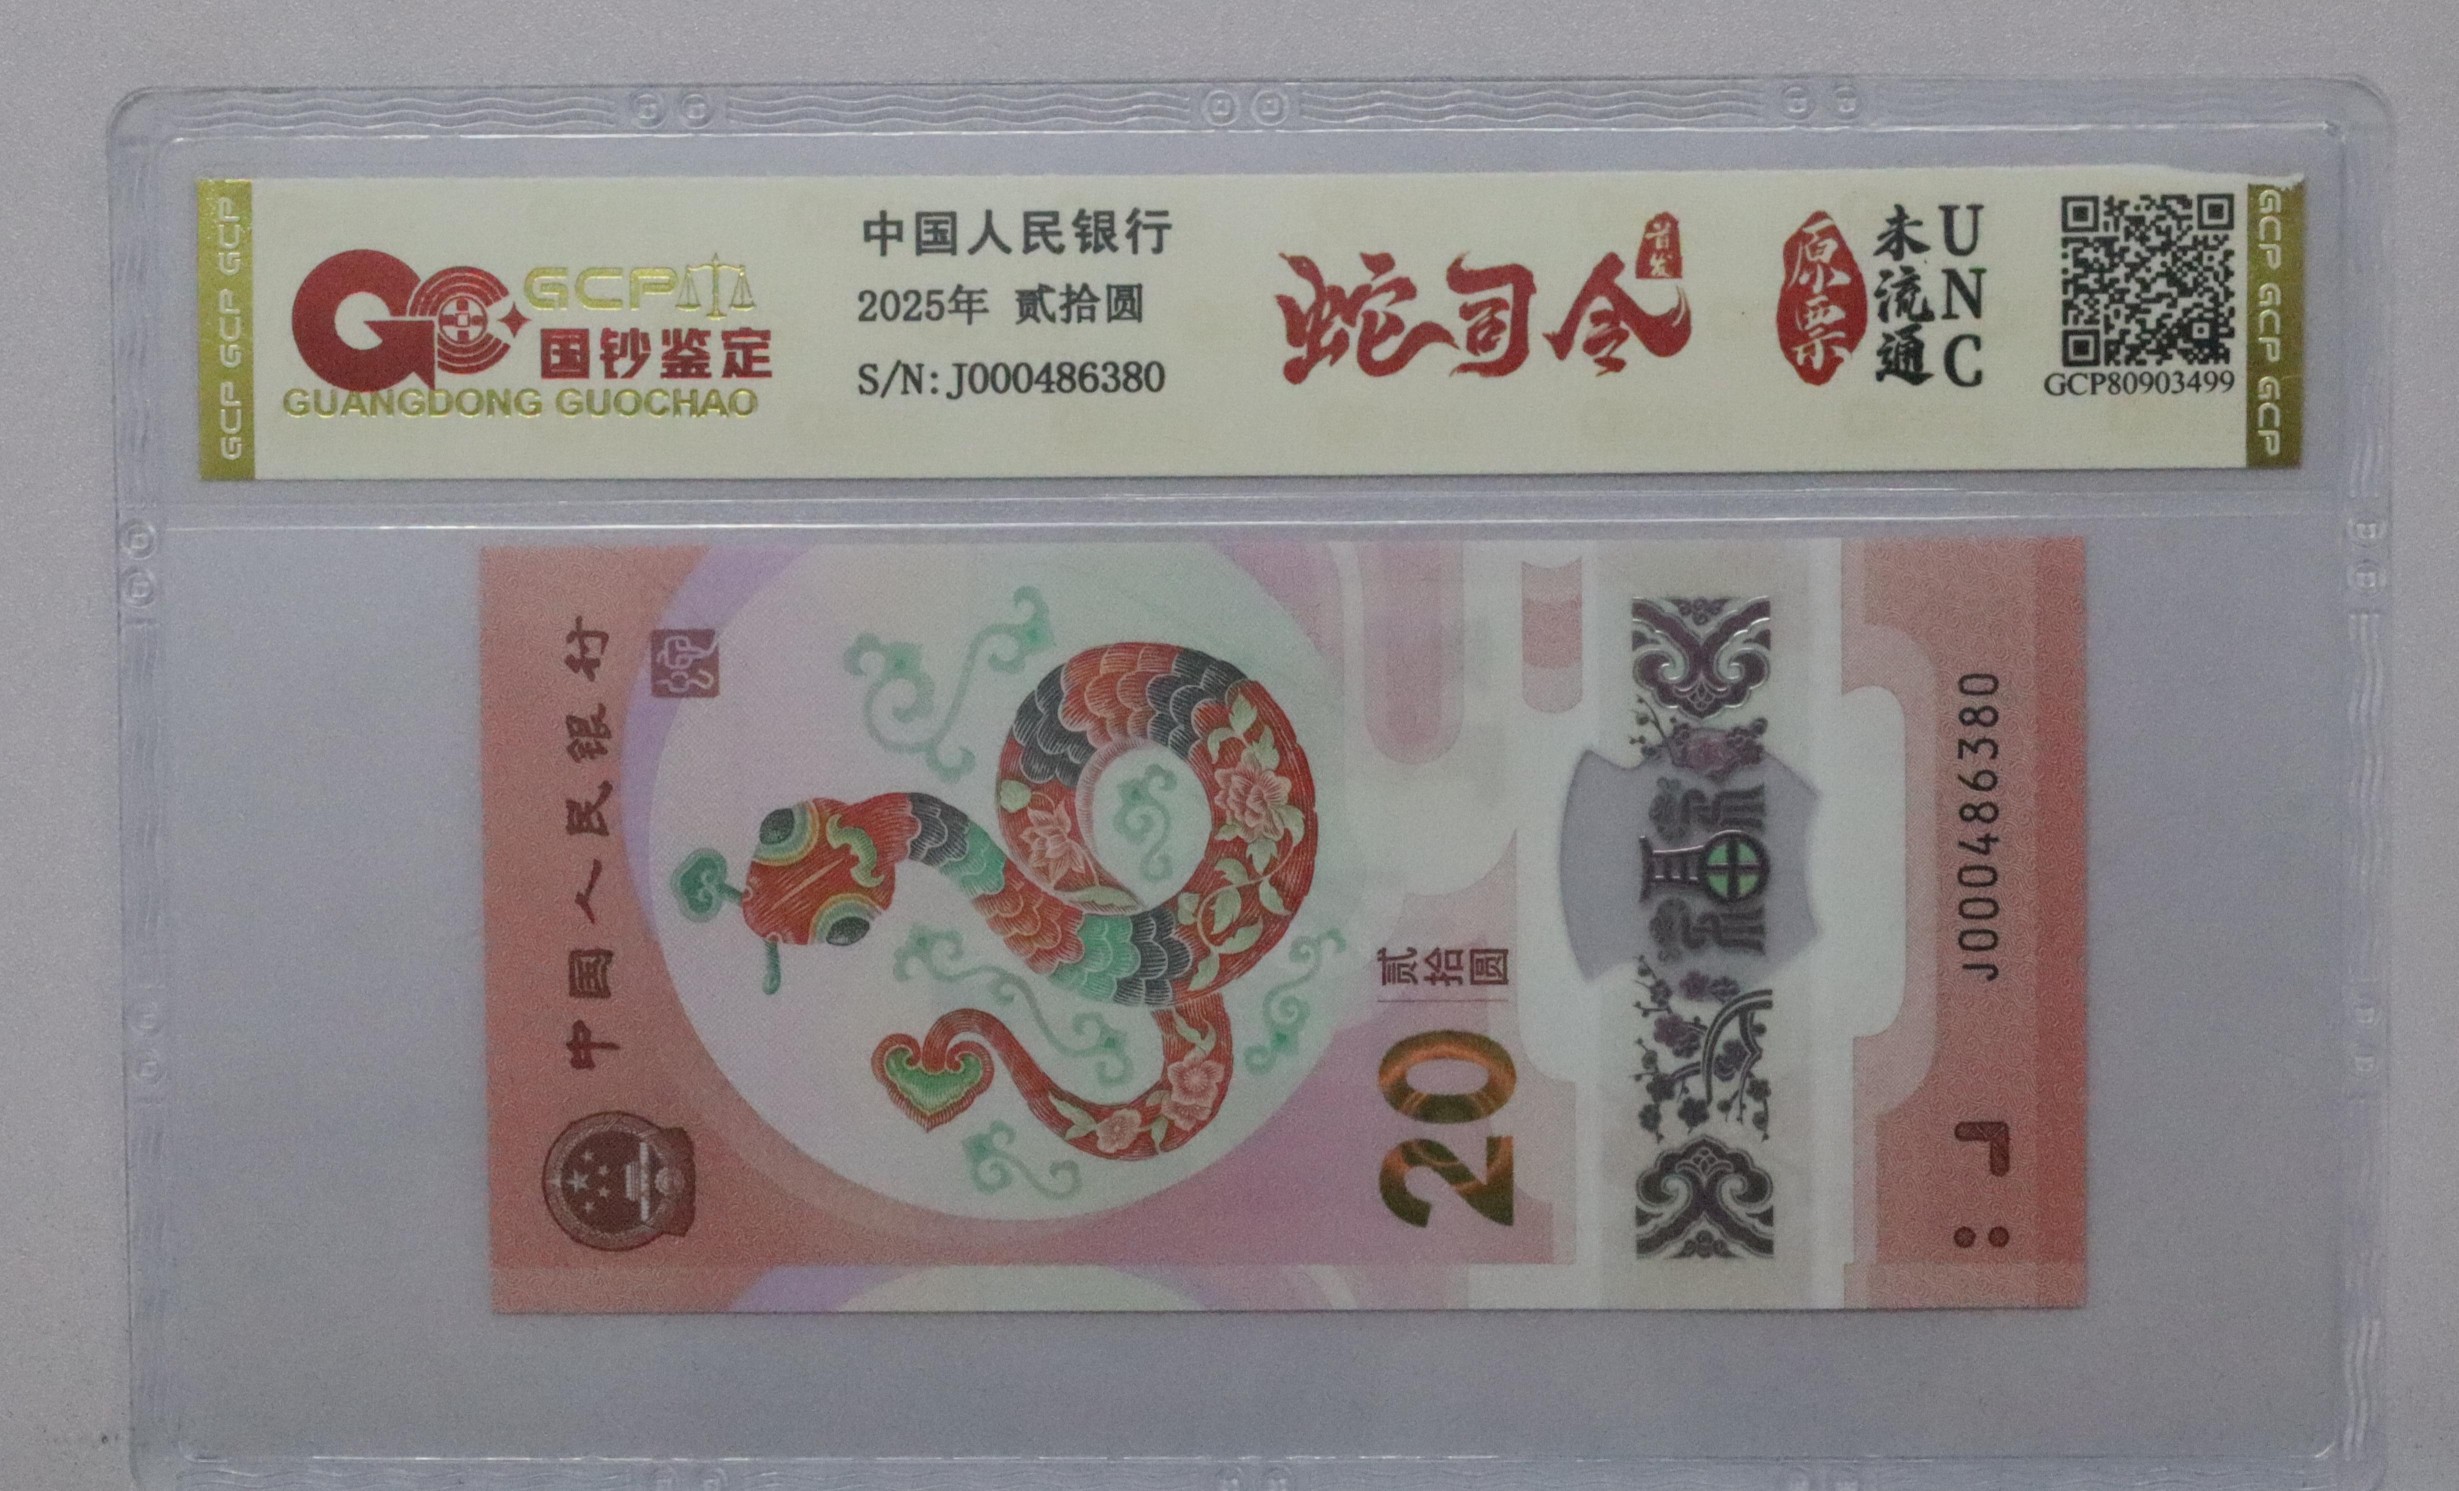 GCP GCP GCP
GCP
国钞鉴定
GUANGDONG GUOCHAO
中国人民银行
2025年 贰拾圆
S/N: J000486380
蛇司令
首发
原票
未流通
UNC
GCP80903499
GCP GCP GCP
中国人民银行
贰拾圆
20
福
J000486380